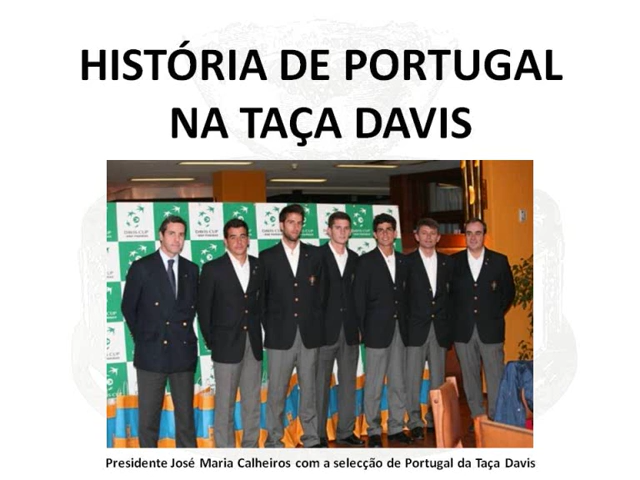 HISTÓRIA DE PORTUGAL
NA TAÇA DAVIS
Presidente José Maria Calheiros com a selecção de Portugal da Taça Davis